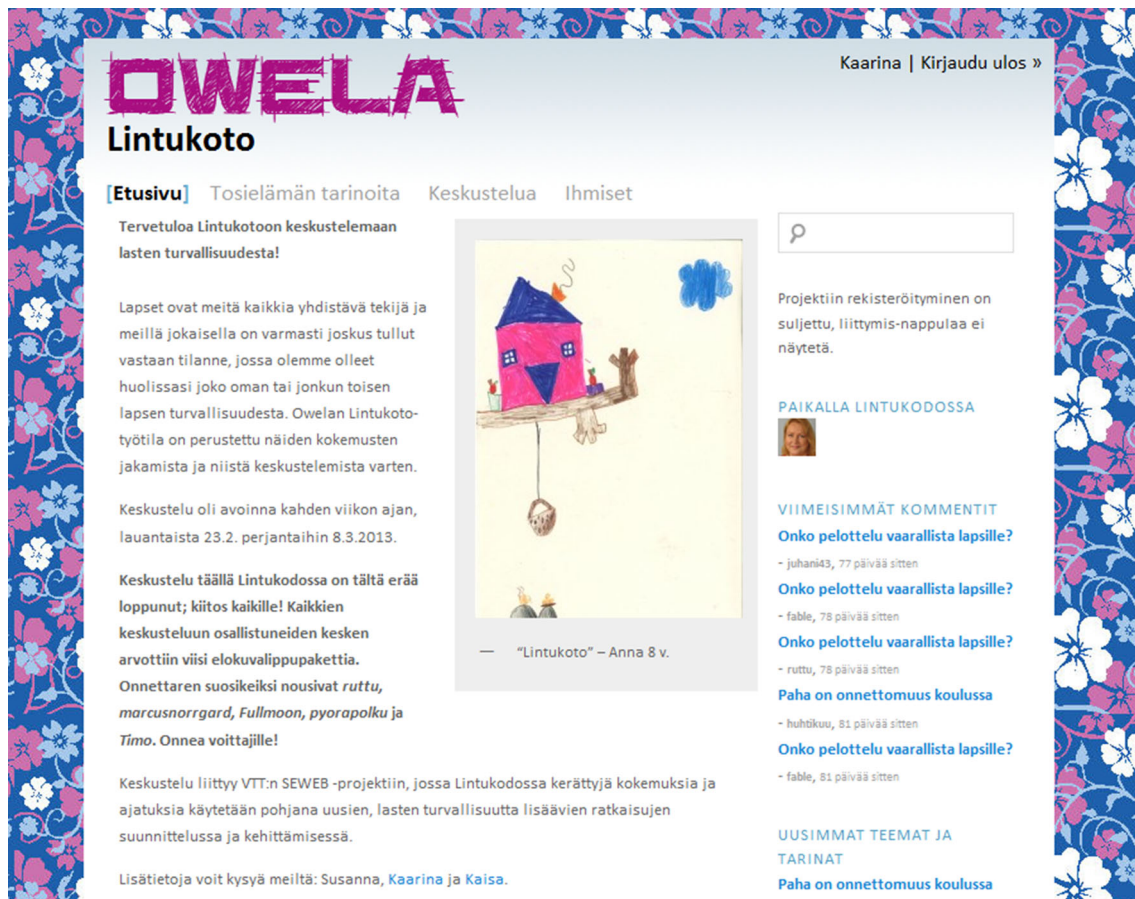 OWELA
Lintukoto
Kaarina | Kirjaudu ulos »
[Etusivu] Tosielämän tarinoita Keskustelua Ihmiset
Tervetuloa Lintukotoon keskustelemaan
lasten turvallisuudesta!
Lapset ovat meitä kaikkia yhdistävä tekijä ja
meillä jokaisella on varmasti joskus tullut
vastaan tilanne, jossa olemme olleet
huolissasi joko oman tai jonkun toisen
lapsen turvallisuudesta. Owelan Lintukoto-
työtila on perustettu näiden kokemusten
jakamista ja niistä keskustelemista varten.
Keskustelu oli avoinna kahden viikon ajan,
lauantaista 23.2. perjantaihin 8.3.2013.
Keskustelu täällä Lintukodossa on tältä erää
loppunut; kiitos kaikille! Kaikkien
keskusteluun osallistuneiden kesken
arvottiin viisi elokuvalippupakettia.
Onnettaren suosikeiksi nousivat ruttu,
marcusnorrgard, Fullmoon, pyorapolku ja
Timo. Onnea voittajille!
— “Lintukoto” – Anna 8 v.
Keskustelu liittyy VTT:n SEWEB -projektiin, jossa Lintukodossa kerättyjä kokemuksia ja
ajatuksia käytetään pohjana uusien, lasten turvallisuutta lisäävien ratkaisujen
suunnittelussa ja kehittämisessä.
Lisätietoja voit kysyä meiltä: Susanna, Kaarina ja Kaisa.
Projektiin rekisteröityminen on
suljettu, liittymis-nappulaa ei
näytetä.
PAIKALLA LINTUKODOSSA
VIIMEISIMMÄT KOMMENTIT
Onko pelottelu vaarallista lapsille?
- juhani43, 77 päivää sitten
Onko pelottelu vaarallista lapsille?
- fable, 78 päivää sitten
Onko pelottelu vaarallista lapsille?
- ruttu, 78 päivää sitten
Paha on onnettomuus koulussa
- huhtikuu, 81 päivää sitten
Onko pelottelu vaarallista lapsille?
- fable, 81 päivää sitten
UUSIMMAT TEEMAT JA
TARINAT
Paha on onnettomuus koulussa